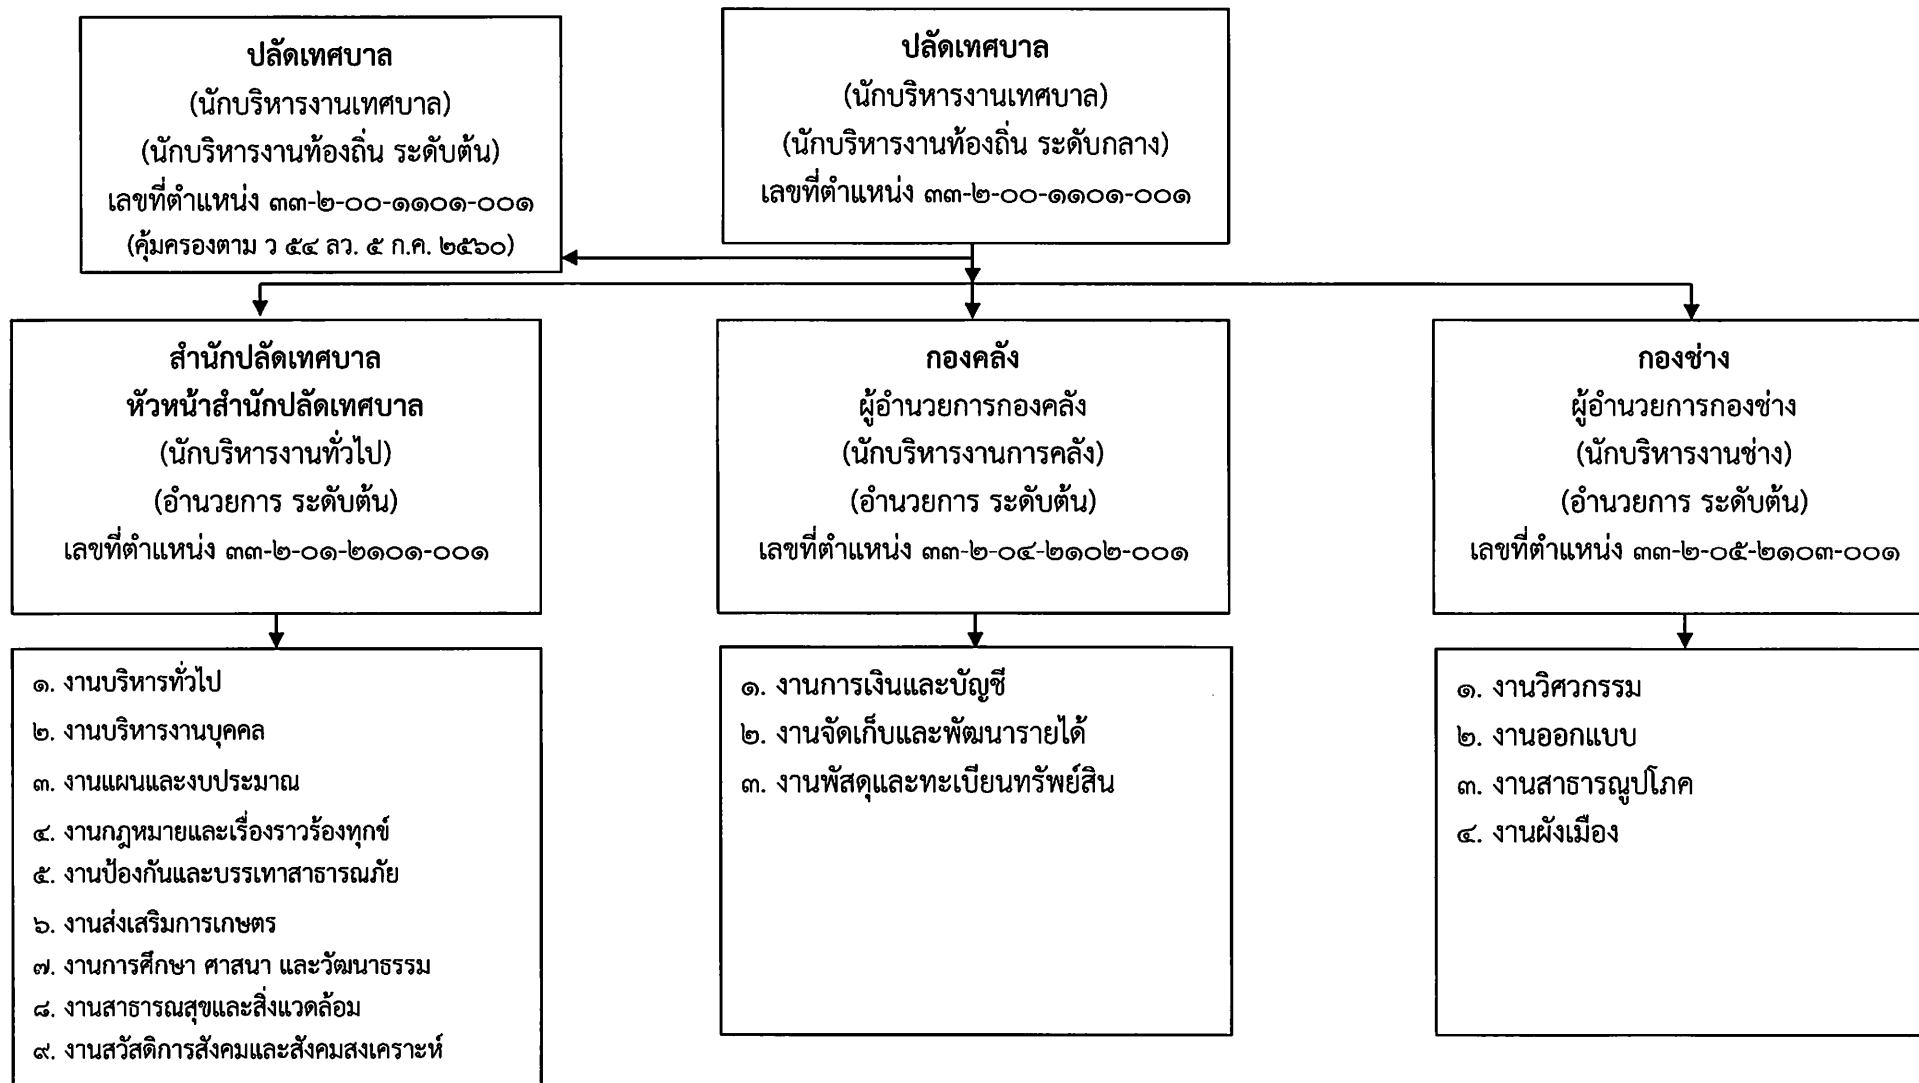 ปลัดเทศบาล
(นักบริหารงานเทศบาล)
(นักบริหารงานท้องถิ่น ระดับต้น)
เลขที่ตำแหน่ง ๓๓-๒-๐๐-๑๑๐๑-๐๐๑
(คุ้มครองตาม ว ๕๔ ลว. ๕ ก.ค. ๒๕๖๐)
ปลัดเทศบาล
(นักบริหารงานเทศบาล)
(นักบริหารงานท้องถิ่น ระดับกลาง)
เลขที่ตำแหน่ง ๓๓-๒-๐๐-๑๑๐๑-๐๐๑
สำนักปลัดเทศบาล
หัวหน้าสำนักปลัดเทศบาล
(นักบริหารงานทั่วไป)
(อำนวยการ ระดับต้น)
เลขที่ตำแหน่ง ๓๓-๒-๐๑-๒๑๐๑-๐๐๑
กองคลัง
ผู้อำนวยการกองคลัง
(นักบริหารงานการคลัง)
(อำนวยการ ระดับต้น)
เลขที่ตำแหน่ง ๓๓-๒-๐๔-๒๑๐๒-๐๐๑
กองช่าง
ผู้อำนวยการกองช่าง
(นักบริหารงานช่าง)
(อำนวยการ ระดับต้น)
เลขที่ตำแหน่ง ๓๓-๒-๐๕-๒๑๐๓-๐๐๑
๑. งานบริหารทั่วไป
๒. งานบริหารงานบุคคล
๓. งานแผนและงบประมาณ
๔. งานกฎหมายและเรื่องราวร้องทุกข์
๕. งานป้องกันและบรรเทาสาธารณภัย
๖. งานส่งเสริมการเกษตร
๗. งานการศึกษา ศาสนา และวัฒนาธรรม
๘. งานสาธารณสุขและสิ่งแวดล้อม
๙. งานสวัสดิการสังคมและสังคมสงเคราะห์
๑. งานการเงินและบัญชี
๒. งานจัดเก็บและพัฒนารายได้
๓. งานพัสดุและทะเบียนทรัพย์สิน
๑. งานวิศวกรรม
๒. งานออกแบบ
๓. งานสาธารณูปโภค
๔. งานผังเมือง